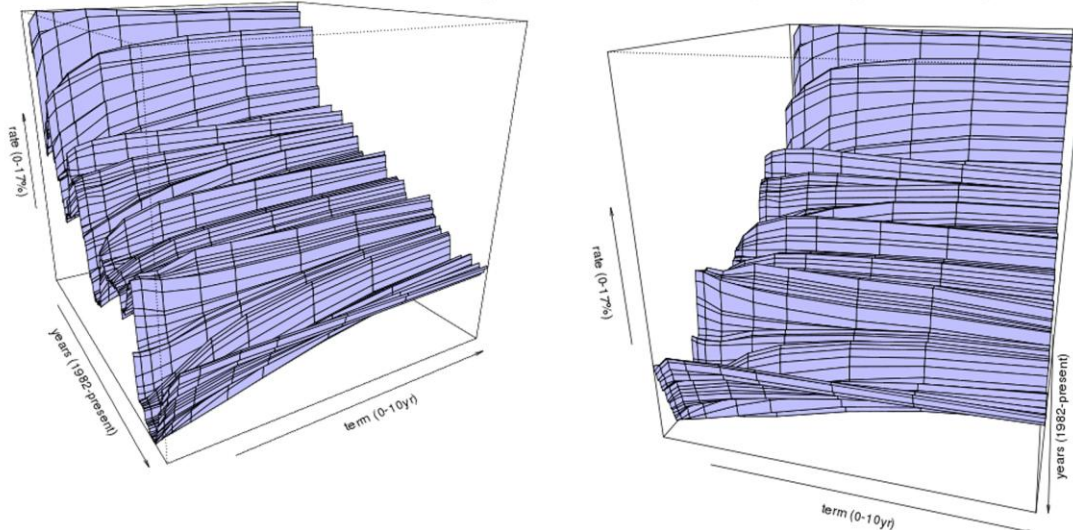 rate (0-17%)
years (1982-present)
term (0-10yr)
rate (0-17%)
years (1982-present)
term (0-10yr)